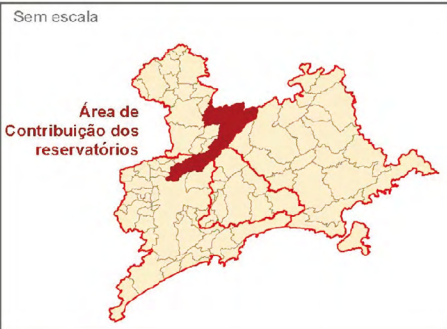 Sem escala
Área de
Contribuição dos
reservatórios